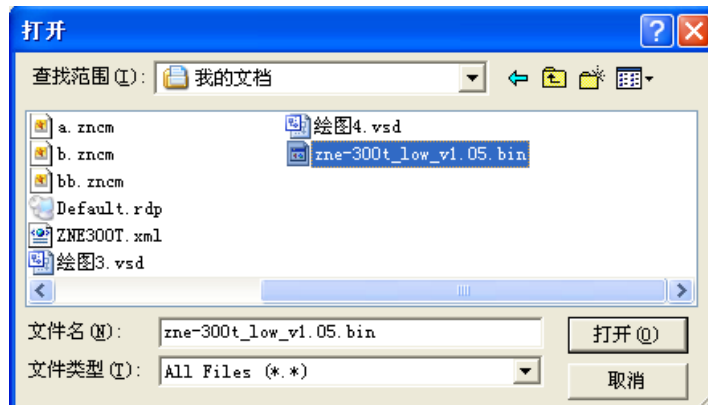 打开
查找范围(I): 我的文档
a.zncm
b.zncm
bb.zncm
Default.rdp
ZNE300T.xml
绘图3.vsd
绘图4.vsd
zne-300t_low_v1.05.bin
文件名(N): zne-300t_low_v1.05.bin 打开(O)
文件类型(T): All Files (*.*) 取消